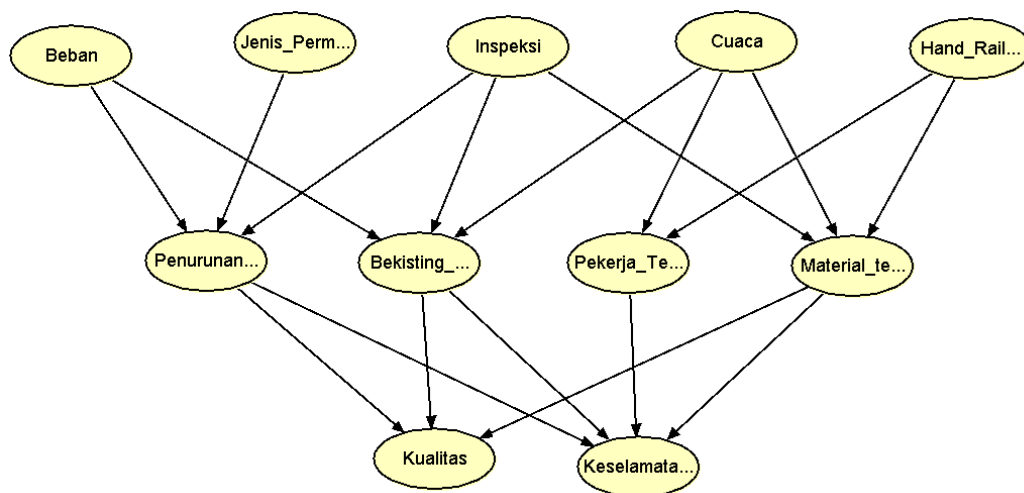 Beban
Jenis_Perm...
Inspeksi
Cuaca
Hand_Rail...
Penurunan...
Bekisting_...
Pekerja_Te...
Material_te...
Kualitas
Keselamata...